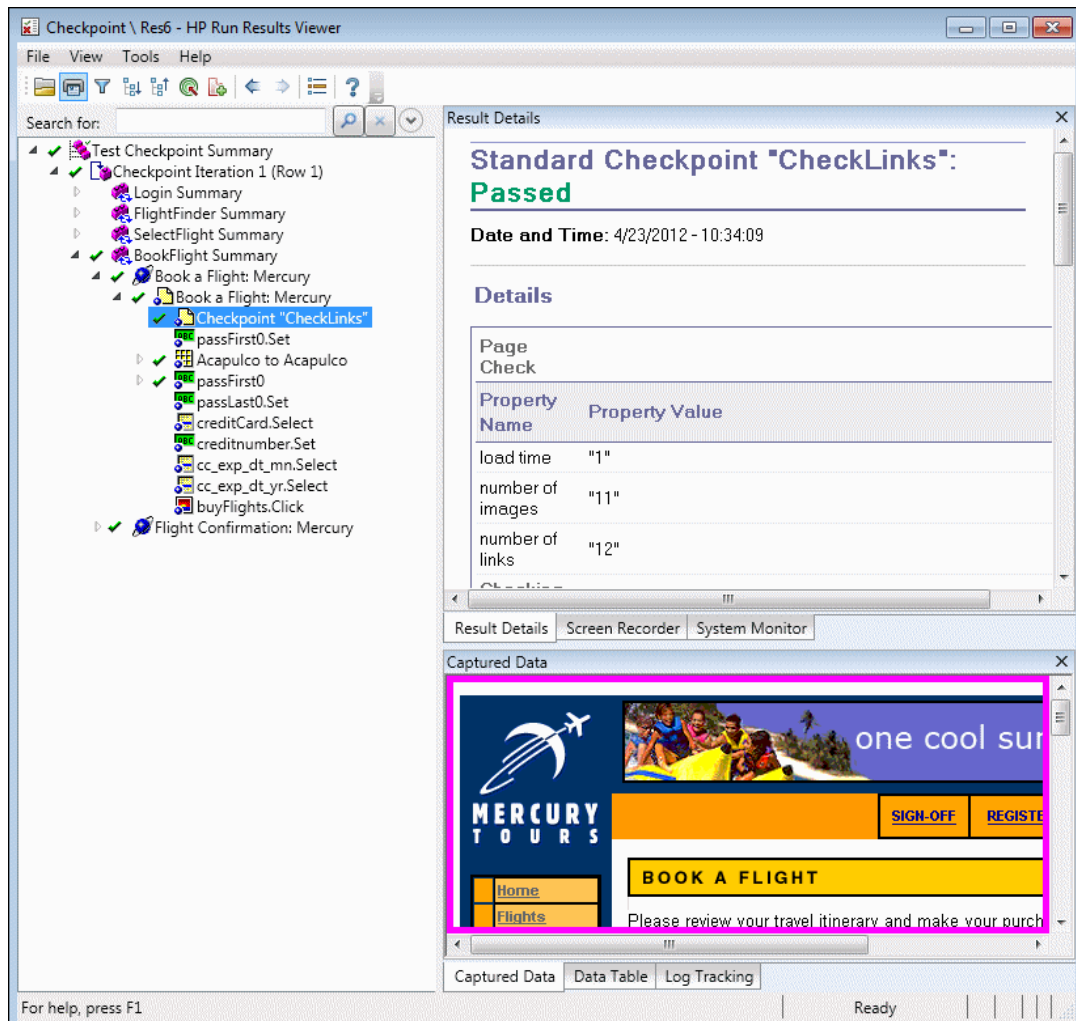 Checkpoint \ Res6 - HP Run Results Viewer
File View Tools Help
Search for:
Test Checkpoint Summary
Checkpoint Iteration 1 (Row 1)
Login Summary
FlightFinder Summary
SelectFlight Summary
BookFlight Summary
Book a Flight: Mercury
Book a Flight: Mercury
Checkpoint "CheckLinks"
passFirst0.Set
Acapulco to Acapulco
passFirst0
passLast0.Set
creditCard.Select
creditnumber.Set
cc_exp_dt_mn.Select
cc_exp_dt_yr.Select
buyFlights.Click
Flight Confirmation: Mercury
Result Details
Standard Checkpoint "CheckLinks":
Passed
Date and Time: 4/23/2012 - 10:34:09
Details
Page
Check
Property
Name
Property Value
load time "1"
number of
images
"11"
number of
links
"12"
Result Details Screen Recorder System Monitor
Captured Data
one cool sur
MERCURY
TOURS
SIGN-OFF REGISTE
BOOK A FLIGHT
Home
Flights
Please review your travel itinerary and make your purch
Captured Data Data Table Log Tracking
For help, press F1 Ready